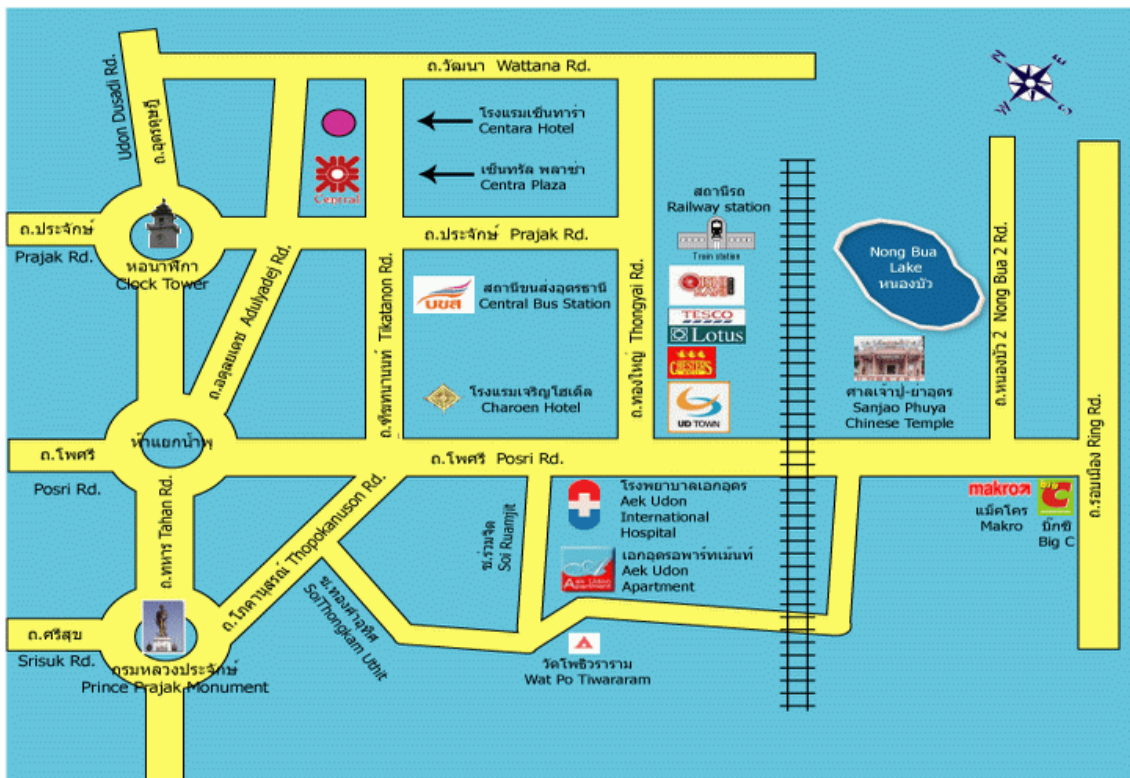 ถ.วัฒนา Wattana Rd.
Udon Dusadi Rd.
ถ.อุดรดุษฎี
โรงแรมเซ็นทาร่า
Centara Hotel
เซ็นทรัล พลาซ่า
Centra Plaza
Central
N
E
W
ถ.ประจักษ์
Prajak Rd.
หอนาฬิกา
Clock Tower
ถ.ประจักษ์ Prajak Rd.
สถานีรถ
Railway station
Train station
ถ.อดุลยเดช Adulyadej Rd.
Tikatanon Rd.
บขส
สถานีขนส่งอุดรธานี
Central Bus Station
ถ.ทองใหญ่ Thongyai Rd.
TESCO
Lotus
CHESTER'S
UD TOWN
Nong Bua
Lake
หนองบัว
ถ.หนองบัว 2 Nong Bua 2 Rd.
ศาลเจ้าปู่-ย่าอุดร
Sanjao Phuya
Chinese Temple
ถ.รอบเมือง Ring Rd.
โรงแรมเจริญโฮเต็ล
Charoen Hotel
ห้าแยกน้ำพุ
ถ.โพศรี
Posri Rd.
ถ.โพศรี Posri Rd.
ถ.ทหาร Tahan Rd.
ถ.โภคานุสรณ์ Thopokanuson Rd.
ซ.ร่วมจิต
Soi Ruamjit
โรงพยาบาลเอกอุดร
Aek Udon
International
Hospital
Aek Udon
Apartment
เอกอุดรอพาร์ทเม้นท์
Aek Udon
Apartment
makro
แม็คโคร
Makro
Big C
บิ๊กซี
Big C
ซ.ทองคำอุทิศ
SoiThongkam Uthit
ถ.ศรีสุข
Srisuk Rd.
กรมหลวงประจักษ์
Prince Prajak Monument
วัดโพธิวราราม
Wat Po Tiwararam